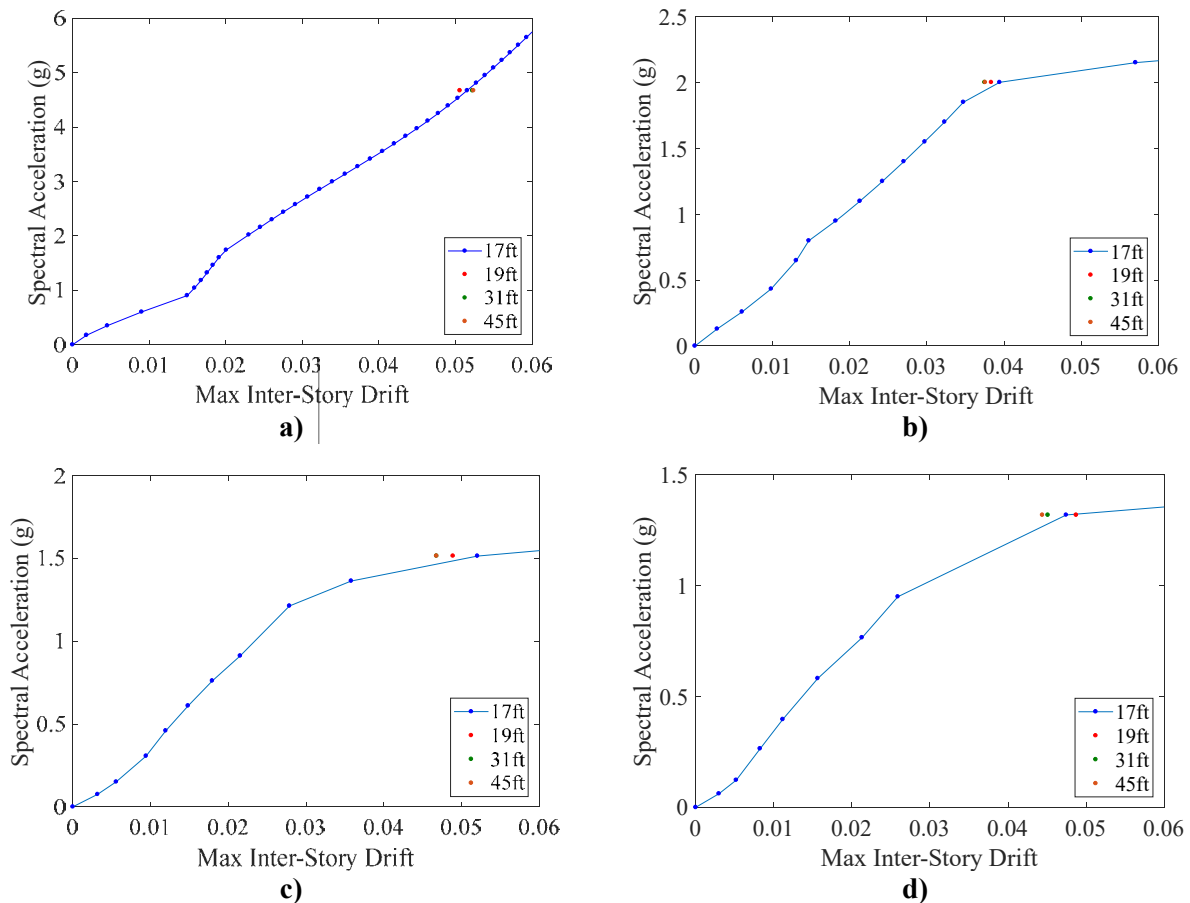 6
5
4
3
2
1
0
Spectral Acceleration (g)
17ft
19ft
31ft
45ft
0 0.01 0.02 0.03 0.04 0.05 0.06
Max Inter-Story Drift
a)
2.5
2
1.5
1
0.5
0
Spectral Acceleration (g)
17ft
19ft
31ft
45ft
0 0.01 0.02 0.03 0.04 0.05 0.06
Max Inter-Story Drift
b)
2
1.5
1
0.5
0
Spectral Acceleration (g)
17ft
19ft
31ft
45ft
0 0.01 0.02 0.03 0.04 0.05 0.06
Max Inter-Story Drift
c)
1.5
1
0.5
0
Spectral Acceleration (g)
17ft
19ft
31ft
45ft
0 0.01 0.02 0.03 0.04 0.05 0.06
Max Inter-Story Drift
d)